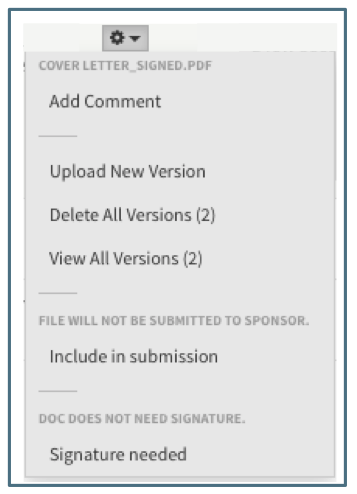 COVER LETTER_SIGNED.PDF
Add Comment
Upload New Version
Delete All Versions (2)
View All Versions (2)
FILE WILL NOT BE SUBMITTED TO SPONSOR.
Include in submission
DOC DOES NOT NEED SIGNATURE.
Signature needed